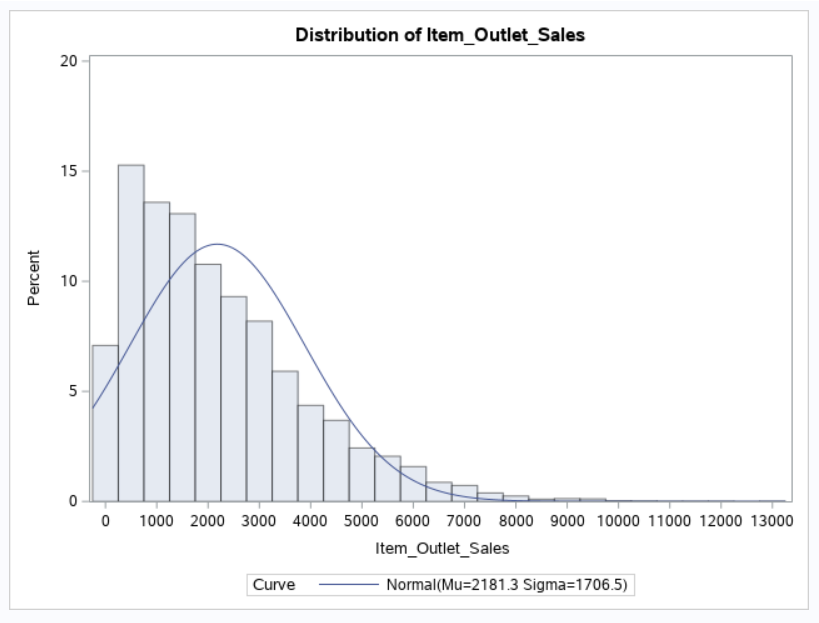 Distribution of Item_Outlet_Sales
20
15
10
5
0
Percent
0 1000 2000 3000 4000 5000 6000 7000 8000 9000 10000 11000 12000 13000
Item_Outlet_Sales
Curve Normal(Mu=2181.3 Sigma=1706.5)